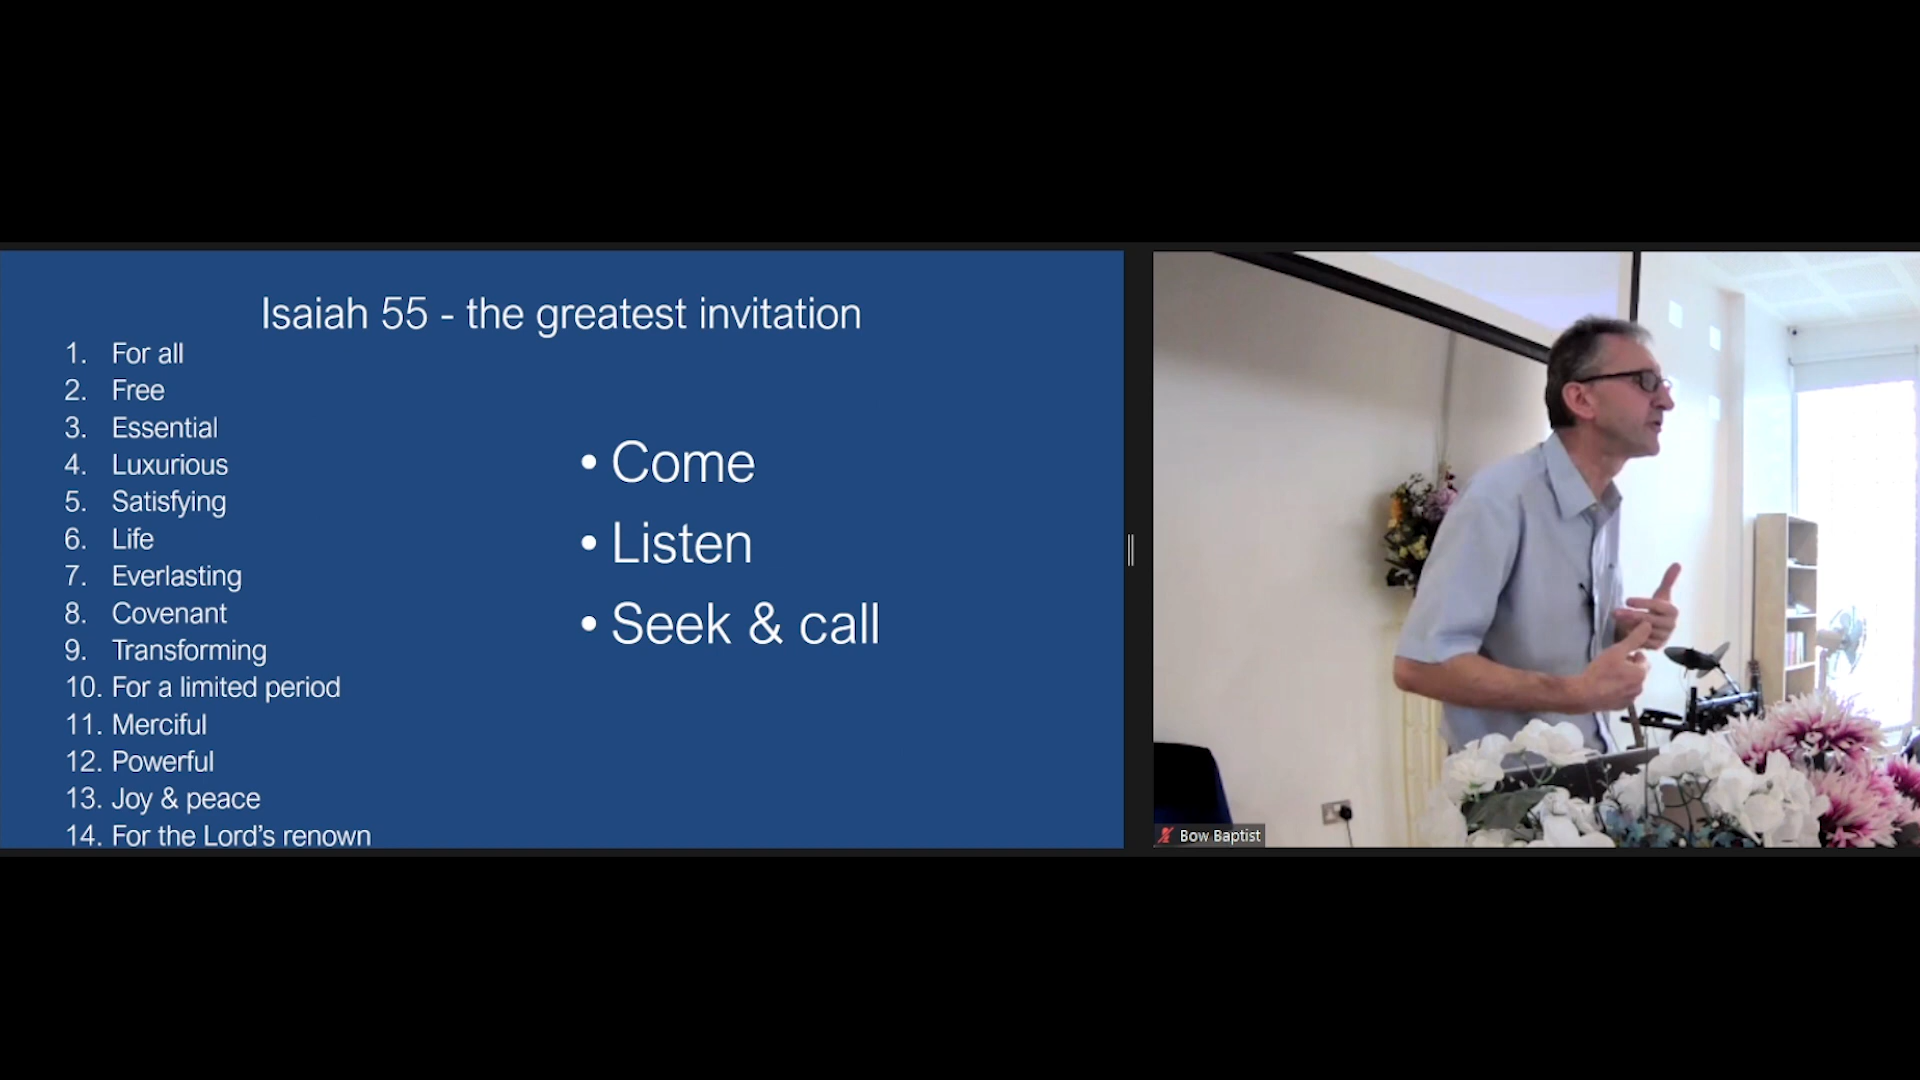 Isaiah 55 - the greatest invitation
1. For all
2. Free
3. Essential
4. Luxurious
5. Satisfying
6. Life
7. Everlasting
8. Covenant
9. Transforming
10. For a limited period
11. Merciful
12. Powerful
13. Joy & peace
14. For the Lord’s renown
• Come
• Listen
• Seek & call
Bow Baptist